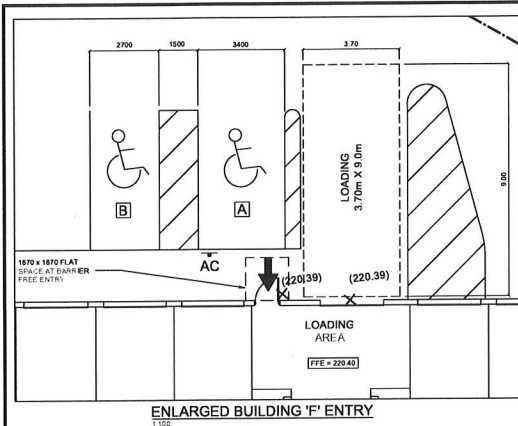 2700 1500 3400 3.70
LOADING
3.70m X 9.0m
9.00
B A
1670 x 1670 FLAT
SPACE AT BARRIER
FREE ENTRY
AC
(220.39) (220.39)
LOADING
AREA
FFE = 220.40
ENLARGED BUILDING 'F' ENTRY
1:100